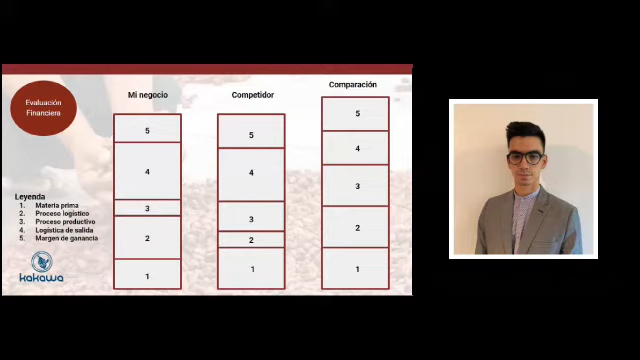 Evaluación
Financiera
Mi negocio
Competidor
Comparación
5
4
3
2
1
5
4
3
2
1
5
4
3
2
1
Leyenda
1. Materia prima
2. Proceso logístico
3. Proceso productivo
4. Logística de salida
5. Margen de ganancia
kakawa